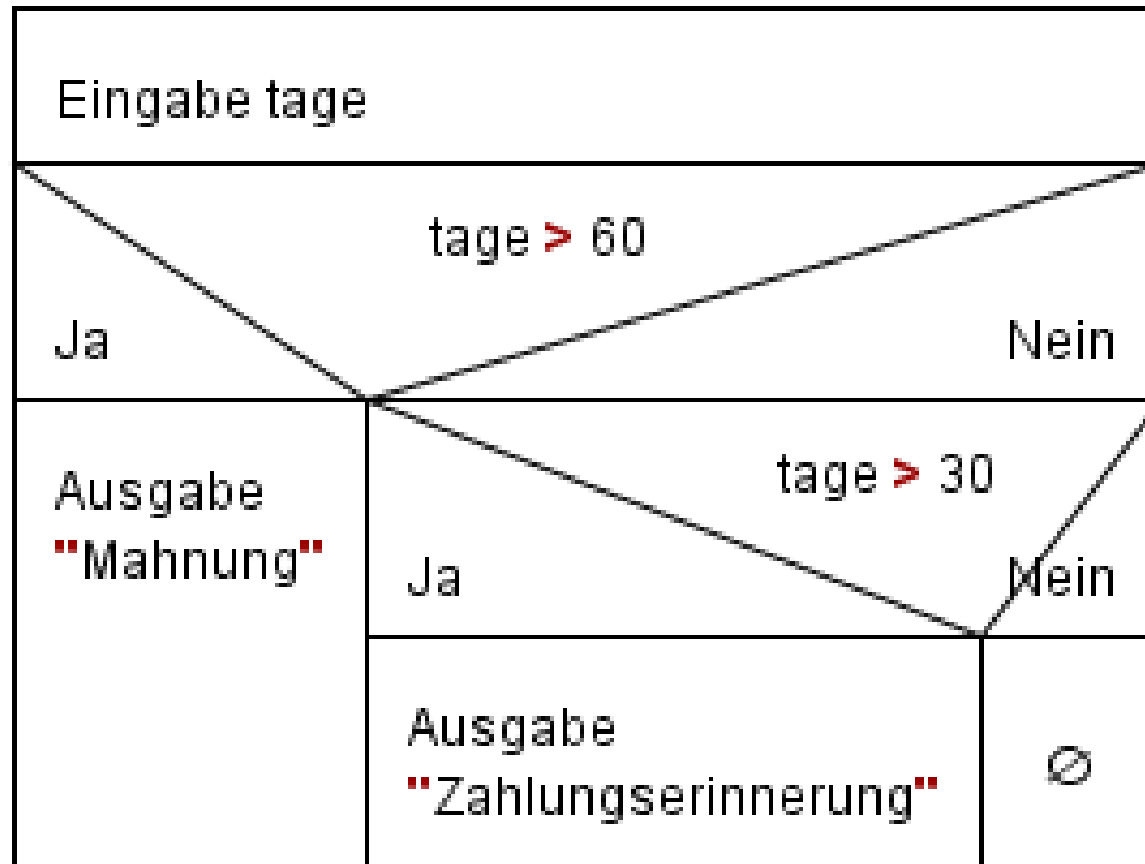 Eingabe tage
tage > 60
Ja
Nein
Ausgabe
"Mahnung"
tage > 30
Ja
Nein
Ausgabe
"Zahlungserinnerung"
∅